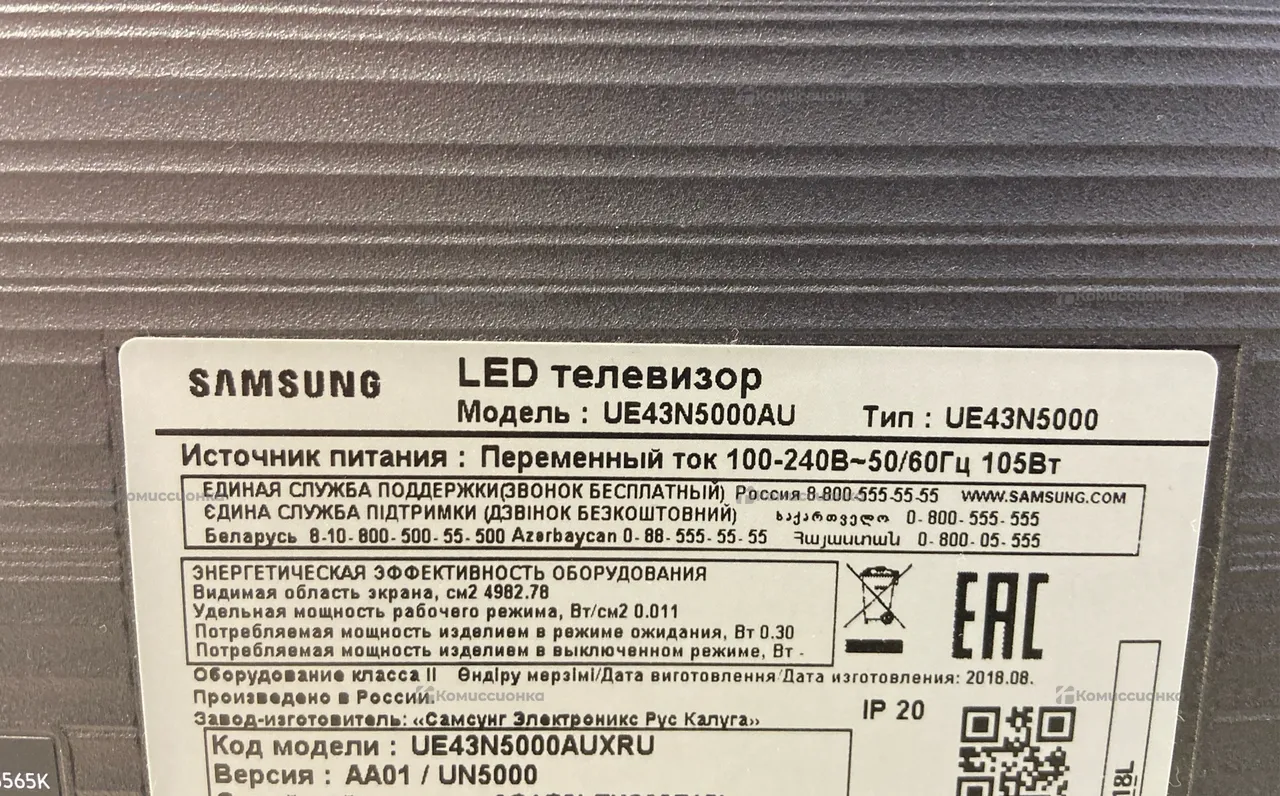 SAMSUNG
LED телевизор
Модель : UE43N5000AU Тип : UE43N5000
Источник питания : Переменный ток 100-240В~50/60Гц 105Вт
ЕДИНАЯ СЛУЖБА ПОДДЕРЖКИ(ЗВОНОК БЕСПЛАТНЫЙ) Россия 8-800-555-55-55 WWW.SAMSUNG.COM
ЄДИНА СЛУЖБА ПІДТРИМКИ (ДЗВІНОК БЕЗКОШТОВНИЙ) საქართველო 0-800-555-555
Беларусь 8-10-800-500-55-500 Azərbaycan 0-88-555-55-55 Հայաստան 0-800-05-555
ЭНЕРГЕТИЧЕСКАЯ ЭФФЕКТИВНОСТЬ ОБОРУДОВАНИЯ
Видимая область экрана, см2 4982.78
Удельная мощность рабочего режима, Вт/см2 0.011
Потребляемая мощность изделием в режиме ожидания, Вт 0.30
Потребляемая мощность изделием в выключенном режиме, Вт -
EAC
Оборудование класса II Өндіру мерзімі/Дата виготовлення/Дата изготовления: 2018.08.
Произведено в России.
Завод-изготовитель: «Самсунг Электроникс Рус Калуга»
IP 20
Код модели : UE43N5000AUXRU
Версия : AA01 / UN5000
565K
18L
Комиссионка
Комиссионка
Комиссионка
Комиссионка
Комиссионка